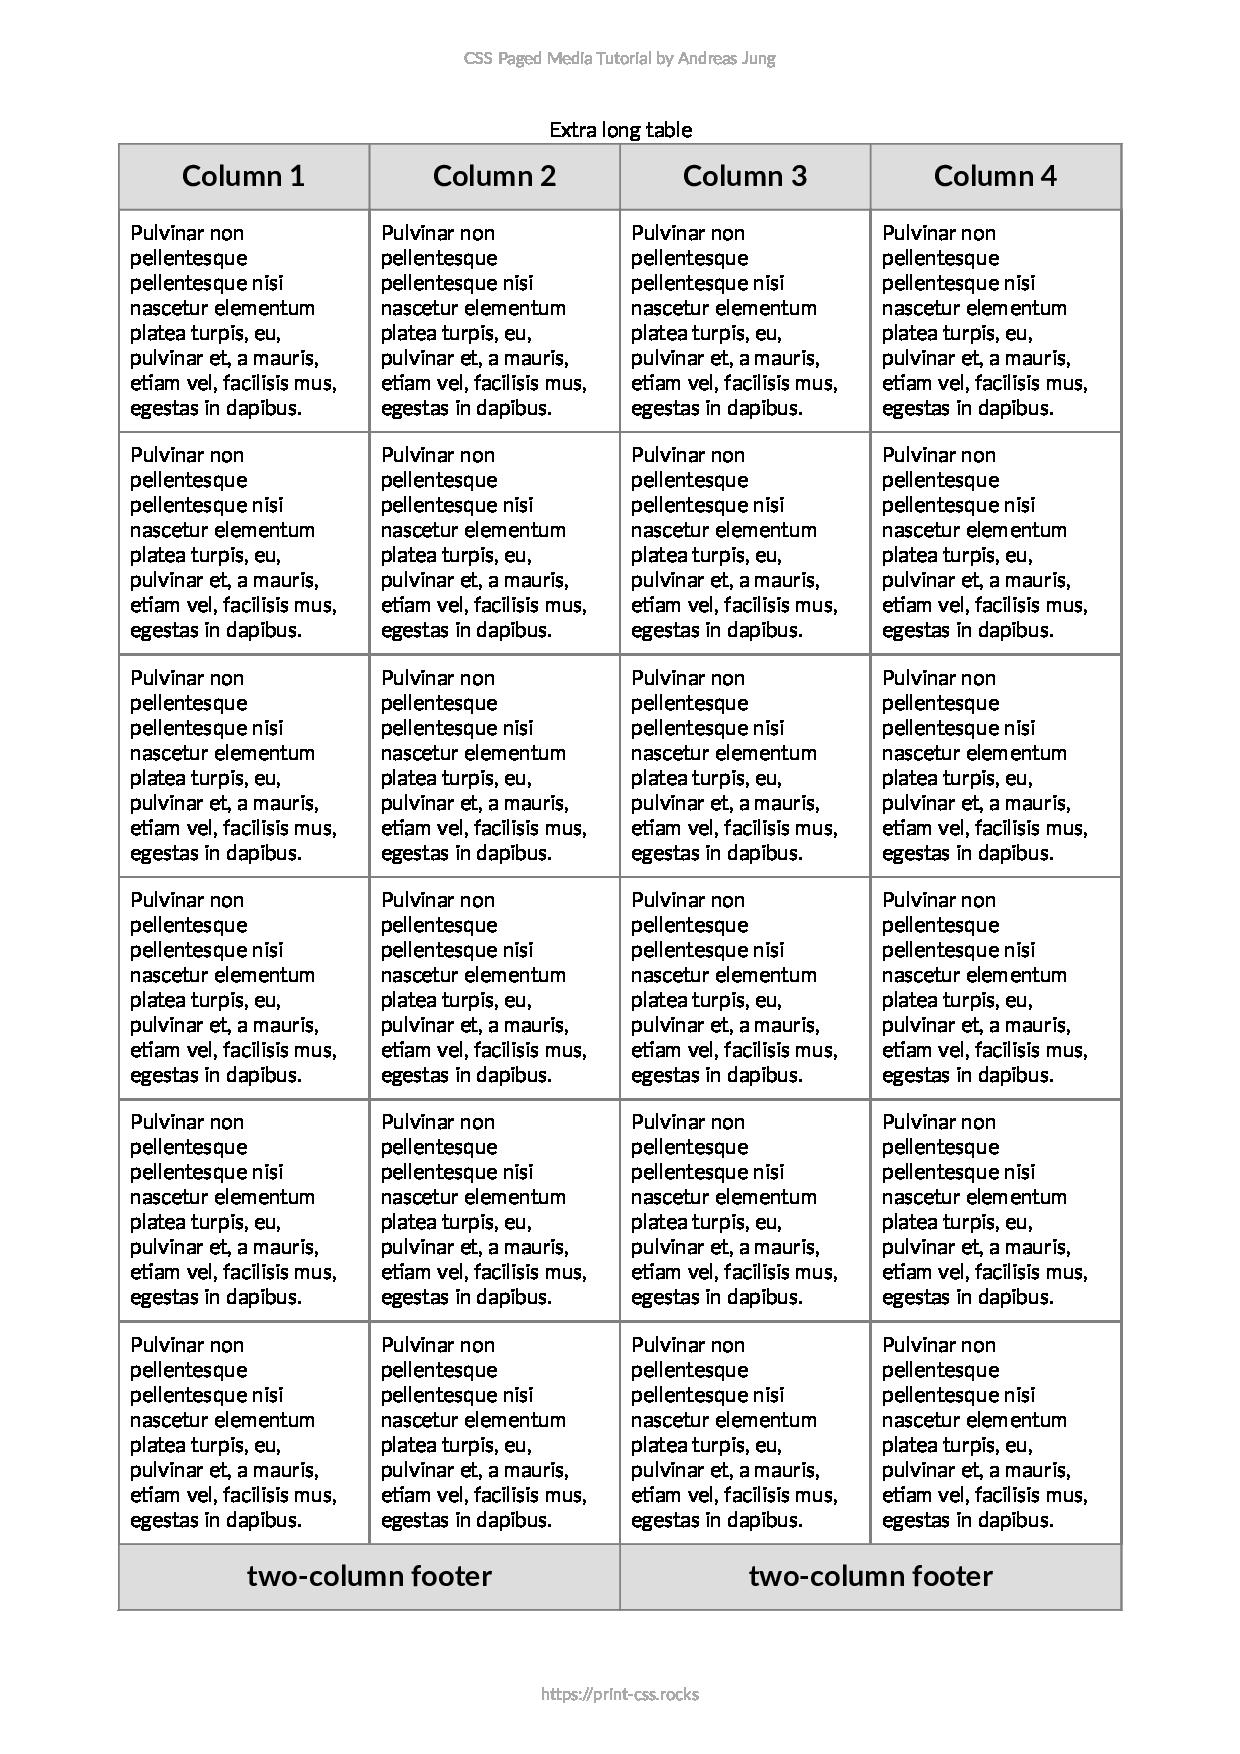 CSS Paged Media Tutorial by Andreas Jung
Extra long table
Column 1 Column 2 Column 3 Column 4
Pulvinar non Pulvinar non Pulvinar non Pulvinar non
pellentesque pellentesque pellentesque pellentesque
pellentesque nisi pellentesque nisi pellentesque nisi pellentesque nisi
nascetur elementum nascetur elementum nascetur elementum nascetur elementum
platea turpis, eu, platea turpis, eu, platea turpis, eu, platea turpis, eu,
pulvinar et, a mauris, pulvinar et, a mauris, pulvinar et, a mauris, pulvinar et, a mauris,
etiam vel, facilisis mus, etiam vel, facilisis mus, etiam vel, facilisis mus, etiam vel, facilisis mus,
egestas in dapibus. egestas in dapibus. egestas in dapibus. egestas in dapibus.
Pulvinar non Pulvinar non Pulvinar non Pulvinar non
pellentesque pellentesque pellentesque pellentesque
pellentesque nisi pellentesque nisi pellentesque nisi pellentesque nisi
nascetur elementum nascetur elementum nascetur elementum nascetur elementum
platea turpis, eu, platea turpis, eu, platea turpis, eu, platea turpis, eu,
pulvinar et, a mauris, pulvinar et, a mauris, pulvinar et, a mauris, pulvinar et, a mauris,
etiam vel, facilisis mus, etiam vel, facilisis mus, etiam vel, facilisis mus, etiam vel, facilisis mus,
egestas in dapibus. egestas in dapibus. egestas in dapibus. egestas in dapibus.
Pulvinar non Pulvinar non Pulvinar non Pulvinar non
pellentesque pellentesque pellentesque pellentesque
pellentesque nisi pellentesque nisi pellentesque nisi pellentesque nisi
nascetur elementum nascetur elementum nascetur elementum nascetur elementum
platea turpis, eu, platea turpis, eu, platea turpis, eu, platea turpis, eu,
pulvinar et, a mauris, pulvinar et, a mauris, pulvinar et, a mauris, pulvinar et, a mauris,
etiam vel, facilisis mus, etiam vel, facilisis mus, etiam vel, facilisis mus, etiam vel, facilisis mus,
egestas in dapibus. egestas in dapibus. egestas in dapibus. egestas in dapibus.
Pulvinar non Pulvinar non Pulvinar non Pulvinar non
pellentesque pellentesque pellentesque pellentesque
pellentesque nisi pellentesque nisi pellentesque nisi pellentesque nisi
nascetur elementum nascetur elementum nascetur elementum nascetur elementum
platea turpis, eu, platea turpis, eu, platea turpis, eu, platea turpis, eu,
pulvinar et, a mauris, pulvinar et, a mauris, pulvinar et, a mauris, pulvinar et, a mauris,
etiam vel, facilisis mus, etiam vel, facilisis mus, etiam vel, facilisis mus, etiam vel, facilisis mus,
egestas in dapibus. egestas in dapibus. egestas in dapibus. egestas in dapibus.
Pulvinar non Pulvinar non Pulvinar non Pulvinar non
pellentesque pellentesque pellentesque pellentesque
pellentesque nisi pellentesque nisi pellentesque nisi pellentesque nisi
nascetur elementum nascetur elementum nascetur elementum nascetur elementum
platea turpis, eu, platea turpis, eu, platea turpis, eu, platea turpis, eu,
pulvinar et, a mauris, pulvinar et, a mauris, pulvinar et, a mauris, pulvinar et, a mauris,
etiam vel, facilisis mus, etiam vel, facilisis mus, etiam vel, facilisis mus, etiam vel, facilisis mus,
egestas in dapibus. egestas in dapibus. egestas in dapibus. egestas in dapibus.
Pulvinar non Pulvinar non Pulvinar non Pulvinar non
pellentesque pellentesque pellentesque pellentesque
pellentesque nisi pellentesque nisi pellentesque nisi pellentesque nisi
nascetur elementum nascetur elementum nascetur elementum nascetur elementum
platea turpis, eu, platea turpis, eu, platea turpis, eu, platea turpis, eu,
pulvinar et, a mauris, pulvinar et, a mauris, pulvinar et, a mauris, pulvinar et, a mauris,
etiam vel, facilisis mus, etiam vel, facilisis mus, etiam vel, facilisis mus, etiam vel, facilisis mus,
egestas in dapibus. egestas in dapibus. egestas in dapibus. egestas in dapibus.
two-column footer two-column footer
https://print-css.rocks